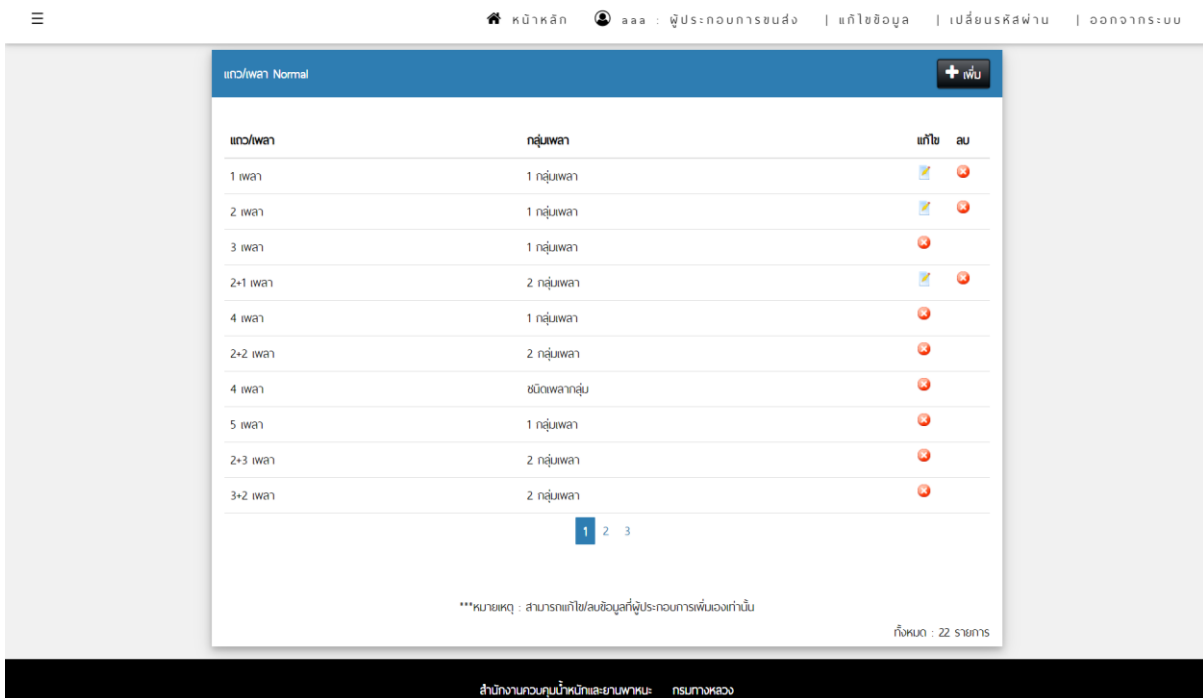 ☰ หน้าหลัก aaa : ผู้ประกอบการขนส่ง | แก้ไขข้อมูล | เปลี่ยนรหัสผ่าน | ออกจากระบบ
แถว/เพลา Normal เพิ่ม
แถว/เพลา กลุ่มเพลา แก้ไข ลบ
1 เพลา 1 กลุ่มเพลา
2 เพลา 1 กลุ่มเพลา
3 เพลา 1 กลุ่มเพลา
2+1 เพลา 2 กลุ่มเพลา
4 เพลา 1 กลุ่มเพลา
2+2 เพลา 2 กลุ่มเพลา
4 เพลา ชนิดเพลากลุ่ม
5 เพลา 1 กลุ่มเพลา
2+3 เพลา 2 กลุ่มเพลา
3+2 เพลา 2 กลุ่มเพลา
1 2 3
***หมายเหตุ : สามารถแก้ไข/ลบข้อมูลที่ผู้ประกอบการเพิ่มเองเท่านั้น
ทั้งหมด : 22 รายการ
สำนักงานควบคุมน้ำหนักและยานพาหนะ กรมทางหลวง